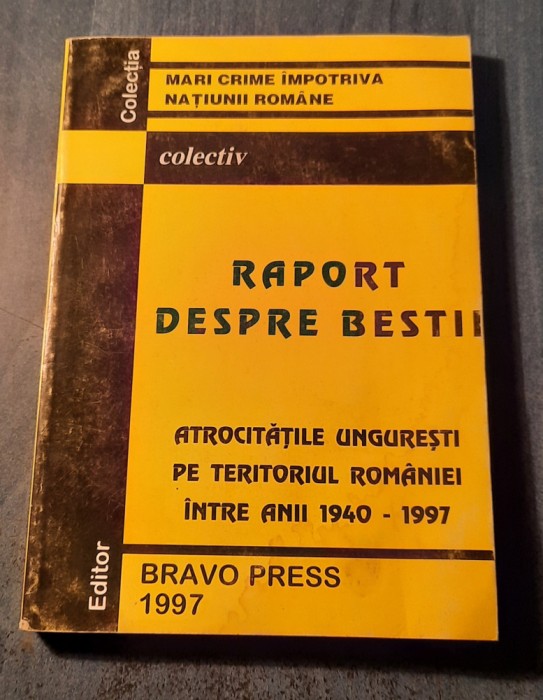 Colecția
MARI CRIME ÎMPOTRIVA
NAȚIUNII ROMÂNE
colectiv
RAPORT
DESPRE BESTII
ATROCITĂȚILE UNGUREȘTI
PE TERITORIUL ROMÂNIEI
ÎNTRE ANII 1940 - 1997
Editor
BRAVO PRESS
1997